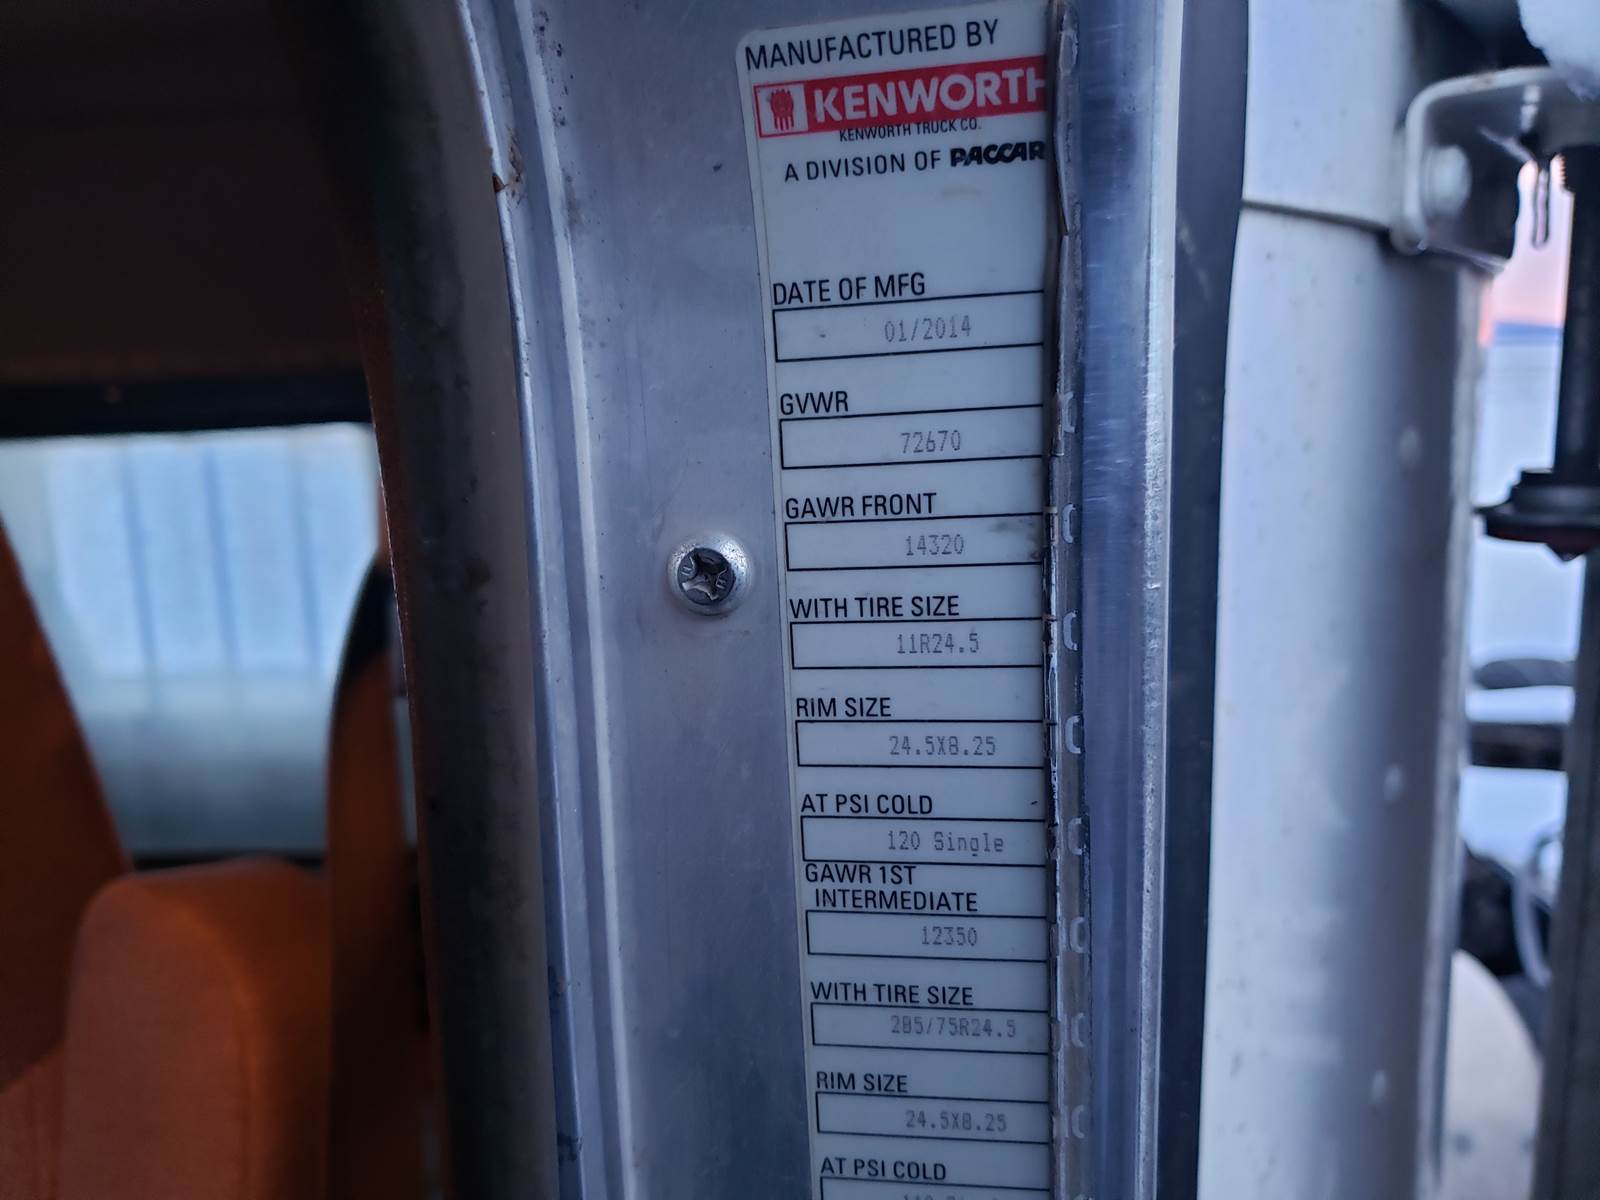 MANUFACTURED BY
KENWORTH
KENWORTH TRUCK CO.
A DIVISION OF PACCAR
DATE OF MFG
01/2014
GVWR
72670
GAWR FRONT
14320
WITH TIRE SIZE
11R24.5
RIM SIZE
24.5X8.25
AT PSI COLD
120 Single
GAWR 1ST
INTERMEDIATE
12350
WITH TIRE SIZE
285/75R24.5
RIM SIZE
24.5X8.25
AT PSI COLD